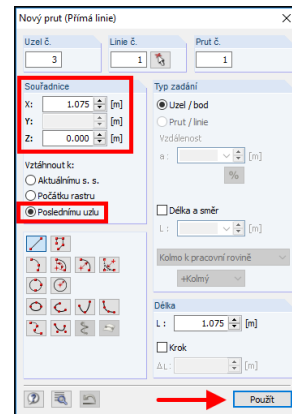 Nový prut (Přímá linie)
Uzel č. Linie č. Prut č.
3 1 1
Souřadnice Typ zadání
X: 1.075 [m] Uzel / bod
Y: [m] Prut / linie
Z: 0.000 [m] Vzdálenost
a: [m]
Vztáhnout k: %
Aktuálnímu s. s.
Počátku rastru
Poslednímu uzlu
Délka a směr
L: [m]
Kolmo k pracovní rovině
+Kolmý
Délka
L: 1.075 [m]
Krok
ΔL: [m]
Použít